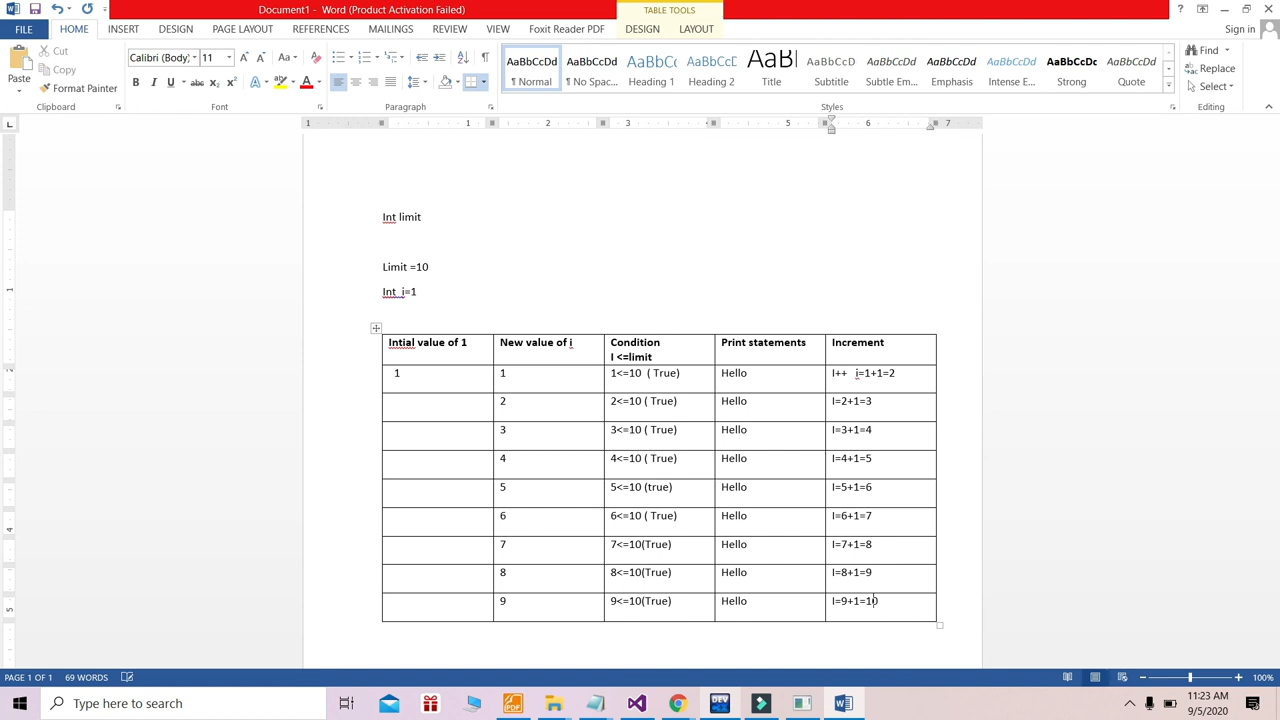 Document1 - Word (Product Activation Failed)
TABLE TOOLS
FILE HOME INSERT DESIGN PAGE LAYOUT REFERENCES MAILINGS REVIEW VIEW Foxit Reader PDF DESIGN LAYOUT Sign in
Paste
Cut
Copy
Format Painter
Clipboard
Calibri (Body) 11
Font
Paragraph
AaBbCcDd AaBbCcDd AaBbCc AaBbCcD AaB AaBbCcD AaBbCcDd AaBbCcDd AaBbCcDd AaBbCcDc AaBbCcDd
¶ Normal ¶ No Spac... Heading 1 Heading 2 Title Subtitle Subtle Em... Emphasis Intense E... Strong Quote
Styles
Find
Replace
Select
Editing
1 1 2 3 5 6 7
Int limit
Limit =10
Int i=1
Intial value of 1 New value of i Condition Print statements Increment
I <=limit
1 1 1<=10 ( True) Hello I++ i=1+1=2
2 2<=10 ( True) Hello I=2+1=3
3 3<=10 ( True) Hello I=3+1=4
4 4<=10 ( True) Hello I=4+1=5
5 5<=10 (true) Hello I=5+1=6
6 6<=10 ( True) Hello I=6+1=7
7 7<=10(True) Hello I=7+1=8
8 8<=10(True) Hello I=8+1=9
9 9<=10(True) Hello I=9+1=10
PAGE 1 OF 1 69 WORDS 100%
Type here to search
11:23 AM
9/5/2020